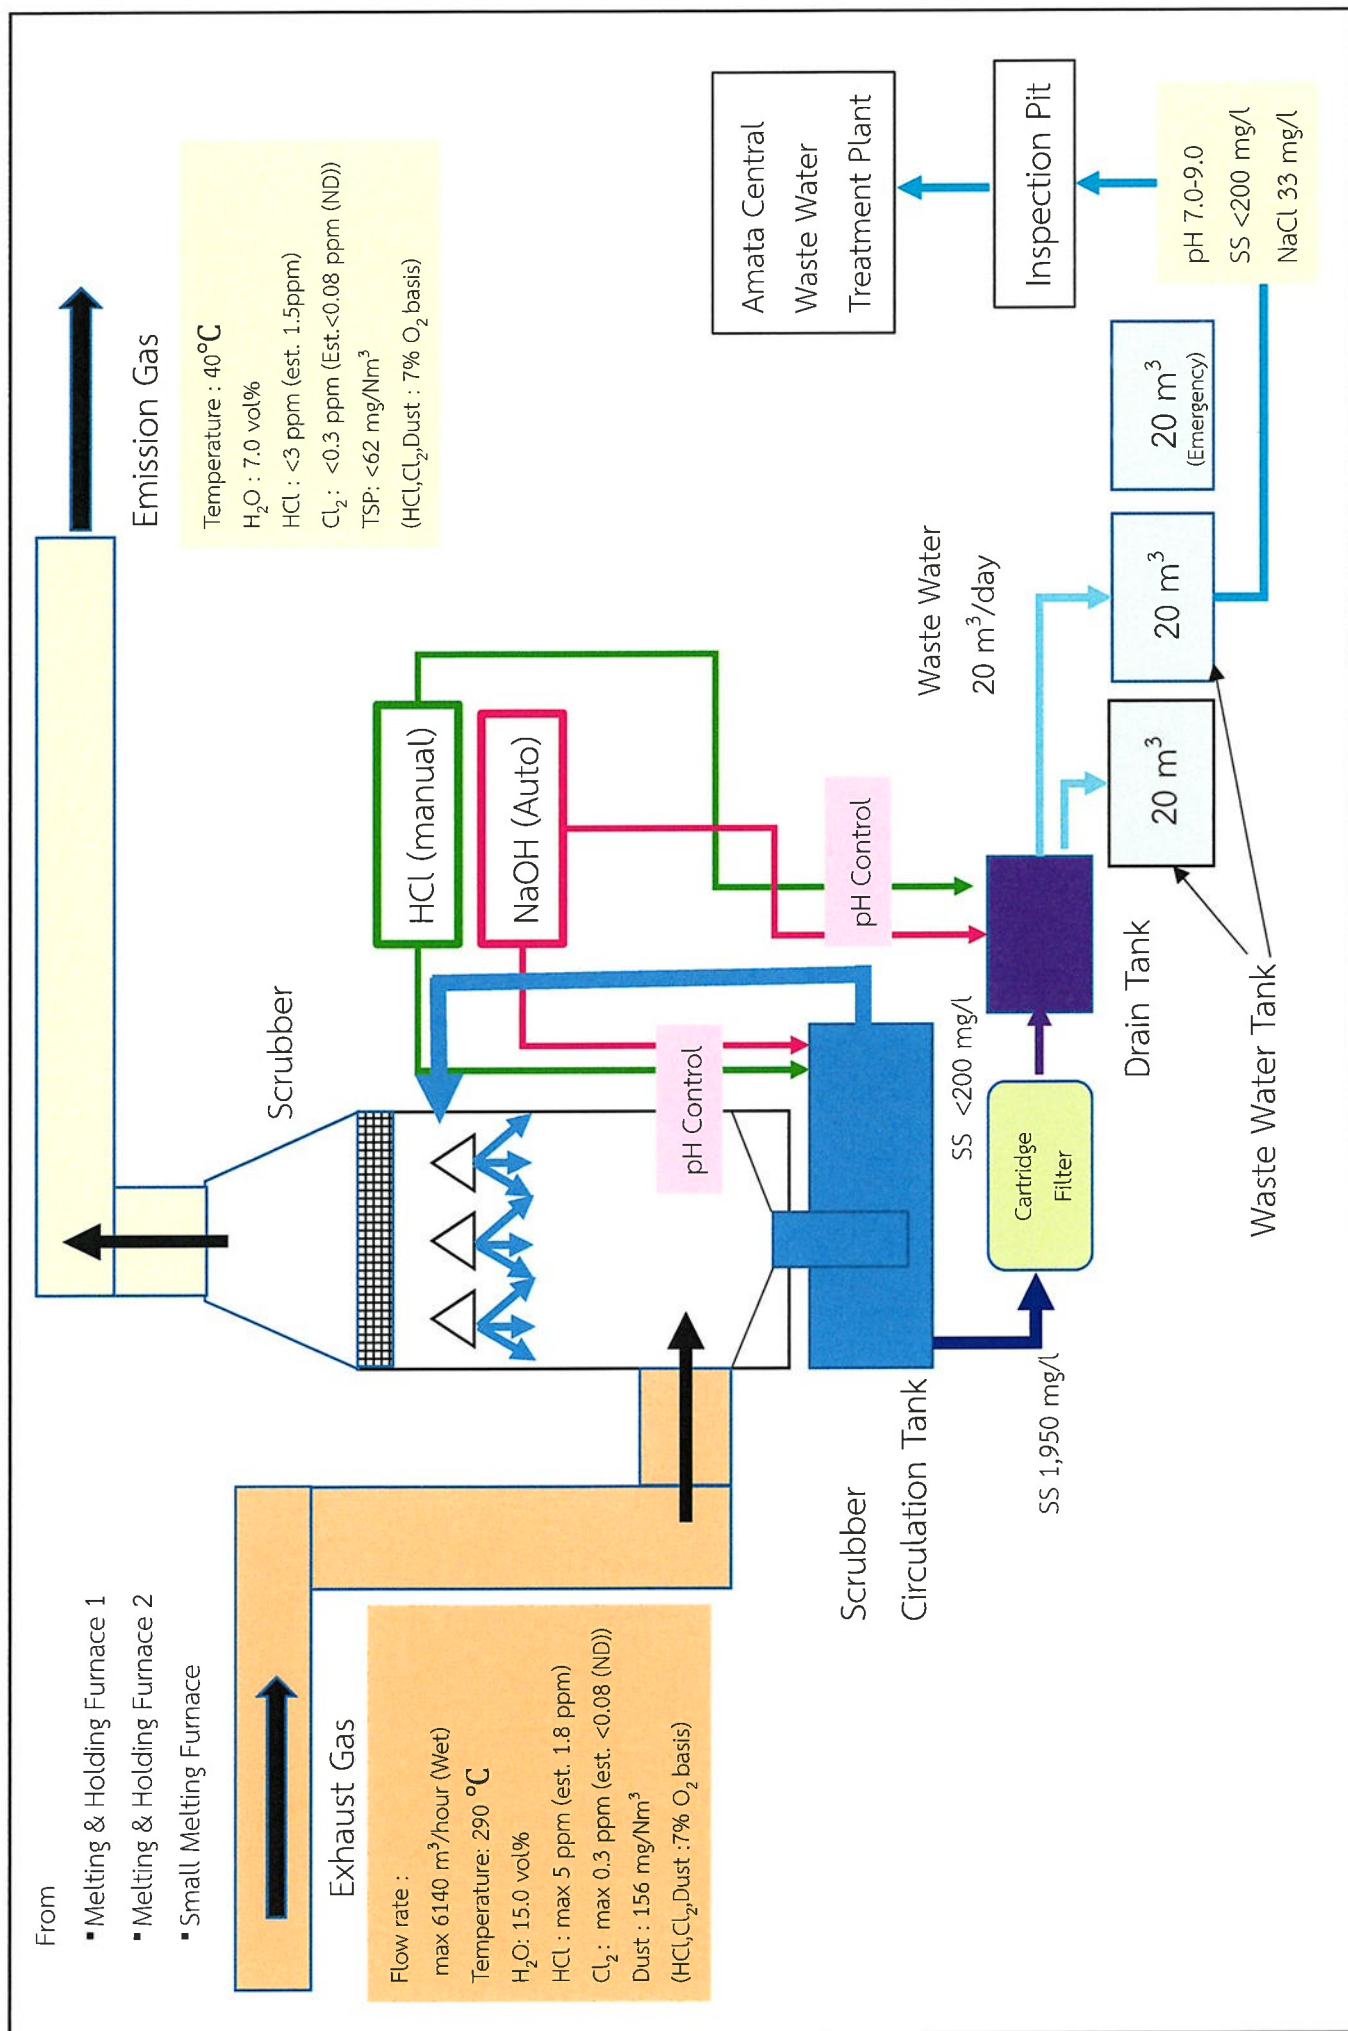 From
▪Melting & Holding Furnace 1
▪Melting & Holding Furnace 2
▪Small Melting Furnace
Exhaust Gas
Flow rate :
max 6140 m³/hour (Wet)
Temperature: 290 °C
H₂O: 15.0 vol%
HCl : max 5 ppm (est. 1.8 ppm)
Cl₂ : max 0.3 ppm (est. <0.08 (ND))
Dust : 156 mg/Nm³
(HCl,Cl₂,Dust :7% O₂ basis)
Scrubber
Emission Gas
Temperature : 40°C
H₂O : 7.0 vol%
HCl : <3 ppm (est. 1.5ppm)
Cl₂ : <0.3 ppm (Est.<0.08 ppm (ND))
TSP: <62 mg/Nm³
(HCl,Cl₂,Dust : 7% O₂ basis)
HCl (manual)
NaOH (Auto)
pH Control
pH Control
Scrubber
Circulation Tank
SS 1,950 mg/l
Cartridge
Filter
SS <200 mg/l
Drain Tank
Waste Water
20 m³/day
20 m³
20 m³
20 m³
(Emergency)
Waste Water Tank
pH 7.0-9.0
SS <200 mg/l
NaCl 33 mg/l
Inspection Pit
Amata Central
Waste Water
Treatment Plant